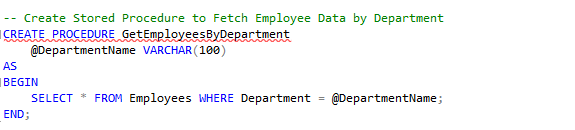 -- Create Stored Procedure to Fetch Employee Data by Department
CREATE PROCEDURE GetEmployeesByDepartment
    @DepartmentName VARCHAR(100)
AS
BEGIN
    SELECT * FROM Employees WHERE Department = @DepartmentName;
END;